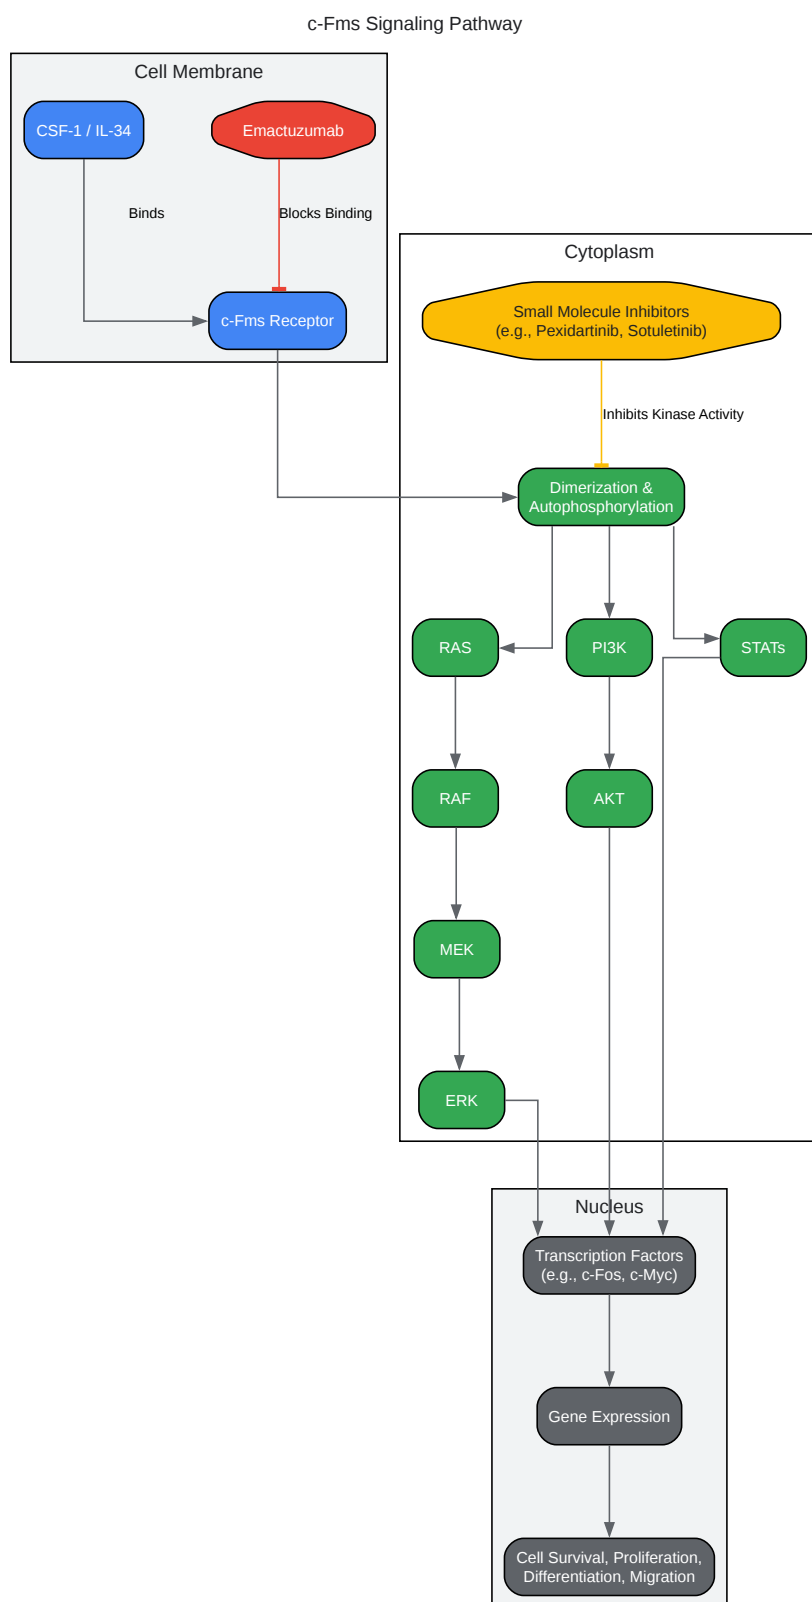 c-Fms Signaling Pathway
Cell Membrane
CSF-1 / IL-34
Emactuzumab
Binds
Blocks Binding
c-Fms Receptor
Cytoplasm
Small Molecule Inhibitors
(e.g., Pexidartinib, Sotuletinib)
Inhibits Kinase Activity
Dimerization &
Autophosphorylation
RAS
PI3K
STATs
RAF
AKT
MEK
ERK
Nucleus
Transcription Factors
(e.g., c-Fos, c-Myc)
Gene Expression
Cell Survival, Proliferation,
Differentiation, Migration